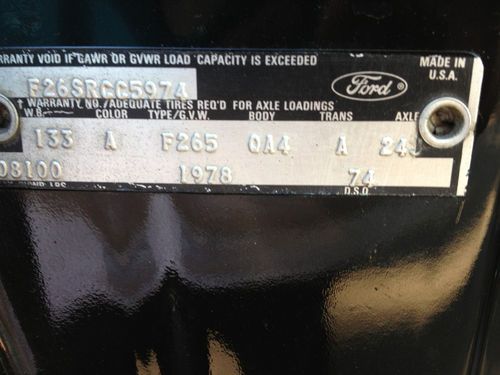 RRANTY VOID IF GAWR OR GVWR LOAD CAPACITY IS EXCEEDED
MADE IN
U.S.A.
F26SRCC5974
Ford
† WARRANTY NO./ADEQUATE TIRES REQ'D FOR AXLE LOADINGS
W.B. COLOR TYPE/G.V.W. BODY TRANS AXLE
133 A F265 QA4 A 24
08100 1978 74
D.S.O.